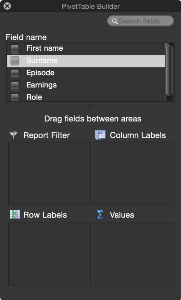 PivotTable Builder
Search fields
Field name
First name
Surname
Episode
Earnings
Role
Drag fields between areas
Report Filter
Column Labels
Row Labels
Values